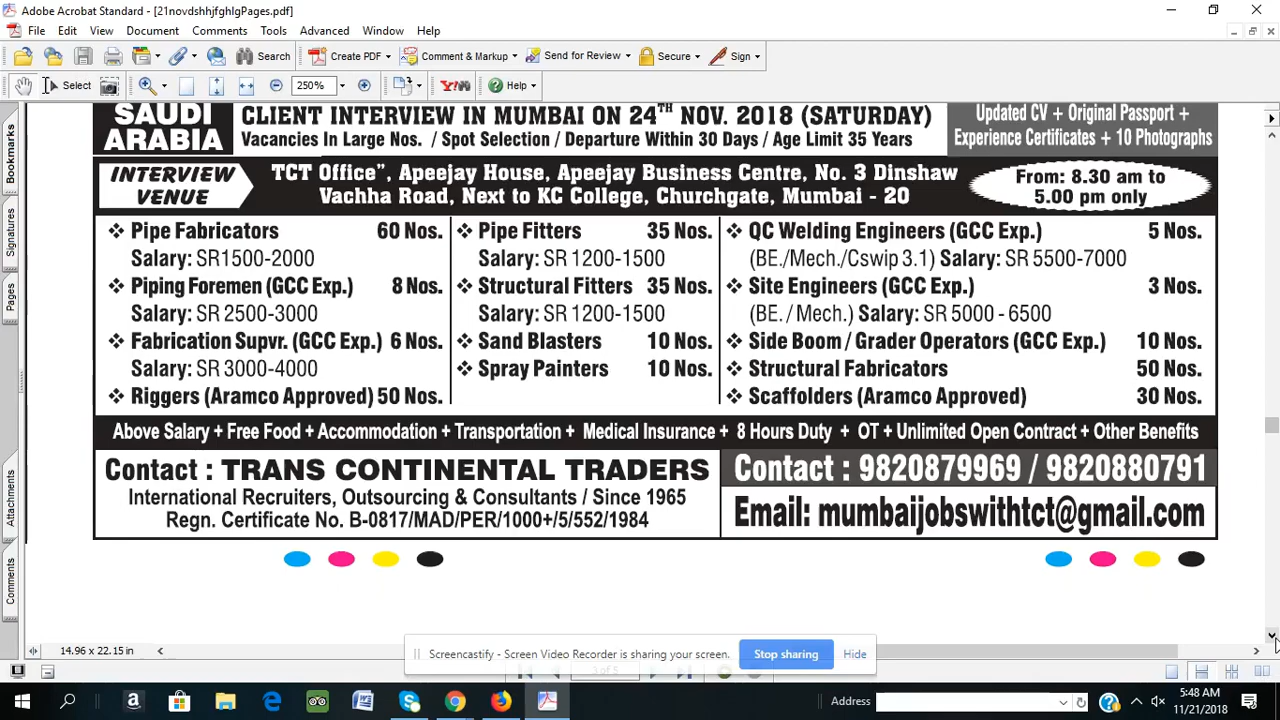 Adobe Acrobat Standard - [21novdshhjfghlgPages.pdf]
File Edit View Document Comments Tools Advanced Window Help
Search Create PDF Comment & Markup Send for Review Secure Sign
Select 250% Y! Help
SAUDI ARABIA
CLIENT INTERVIEW IN MUMBAI ON 24TH NOV. 2018 (SATURDAY)
Vacancies In Large Nos. / Spot Selection / Departure Within 30 Days / Age Limit 35 Years
Updated CV + Original Passport +
Experience Certificates + 10 Photographs
INTERVIEW VENUE
TCT Office", Apeejay House, Apeejay Business Centre, No. 3 Dinshaw
Vachha Road, Next to KC College, Churchgate, Mumbai - 20
From: 8.30 am to
5.00 pm only
❖ Pipe Fabricators 60 Nos.
Salary: SR1500-2000
❖ Piping Foremen (GCC Exp.) 8 Nos.
Salary: SR 2500-3000
❖ Fabrication Supvr. (GCC Exp.) 6 Nos.
Salary: SR 3000-4000
❖ Riggers (Aramco Approved) 50 Nos.
❖ Pipe Fitters 35 Nos.
Salary: SR 1200-1500
❖ Structural Fitters 35 Nos.
Salary: SR 1200-1500
❖ Sand Blasters 10 Nos.
❖ Spray Painters 10 Nos.
❖ QC Welding Engineers (GCC Exp.) 5 Nos.
(BE./Mech./Cswip 3.1) Salary: SR 5500-7000
❖ Site Engineers (GCC Exp.) 3 Nos.
(BE. / Mech.) Salary: SR 5000 - 6500
❖ Side Boom / Grader Operators (GCC Exp.) 10 Nos.
❖ Structural Fabricators 50 Nos.
❖ Scaffolders (Aramco Approved) 30 Nos.
Above Salary + Free Food + Accommodation + Transportation + Medical Insurance + 8 Hours Duty + OT + Unlimited Open Contract + Other Benefits
Contact : TRANS CONTINENTAL TRADERS
International Recruiters, Outsourcing & Consultants / Since 1965
Regn. Certificate No. B-0817/MAD/PER/1000+/5/552/1984
Contact : 9820879969 / 9820880791
Email: mumbaijobswithtct@gmail.com
Bookmarks
Signatures
Pages
Attachments
Comments
14.96 x 22.15 in
Screencastify - Screen Video Recorder is sharing your screen. Stop sharing Hide
3 of 5
Address
5:48 AM
11/21/2018